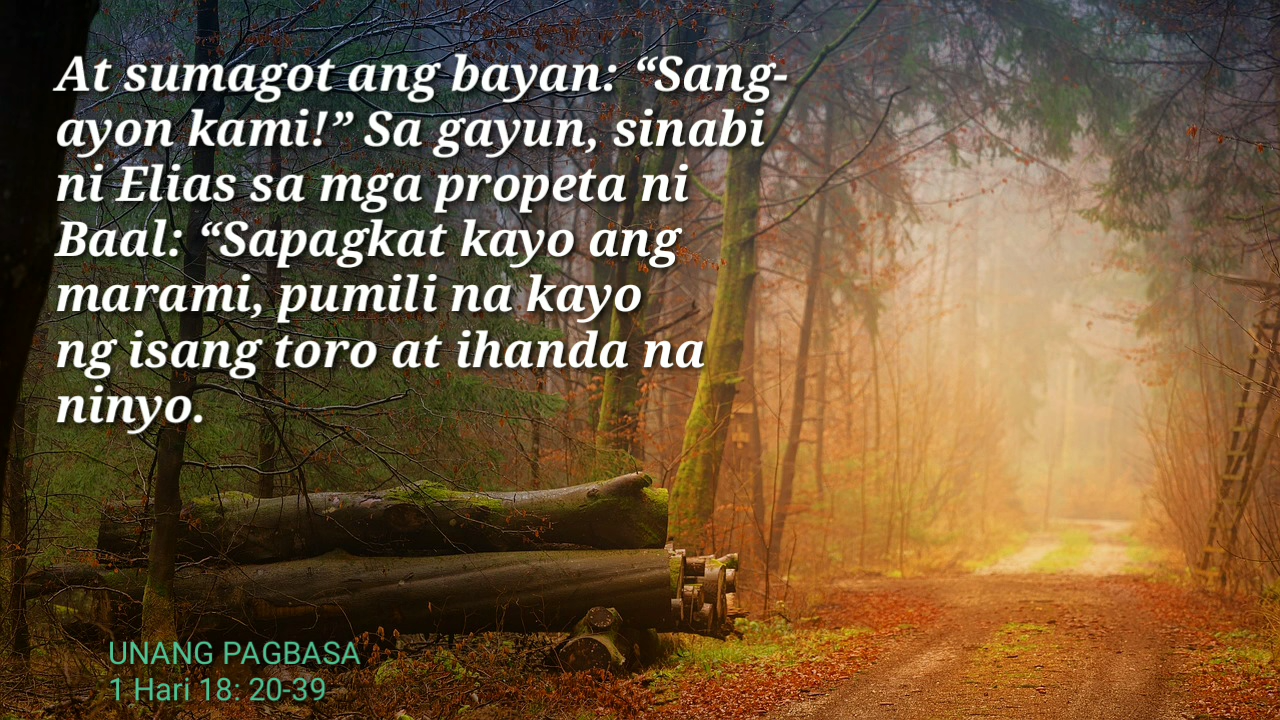 At sumagot ang bayan: “Sang-
ayon kami!” Sa gayun, sinabi
ni Elias sa mga propeta ni
Baal: “Sapagkat kayo ang
marami, pumili na kayo
ng isang toro at ihanda na
ninyo.
UNANG PAGBASA
1 Hari 18: 20-39